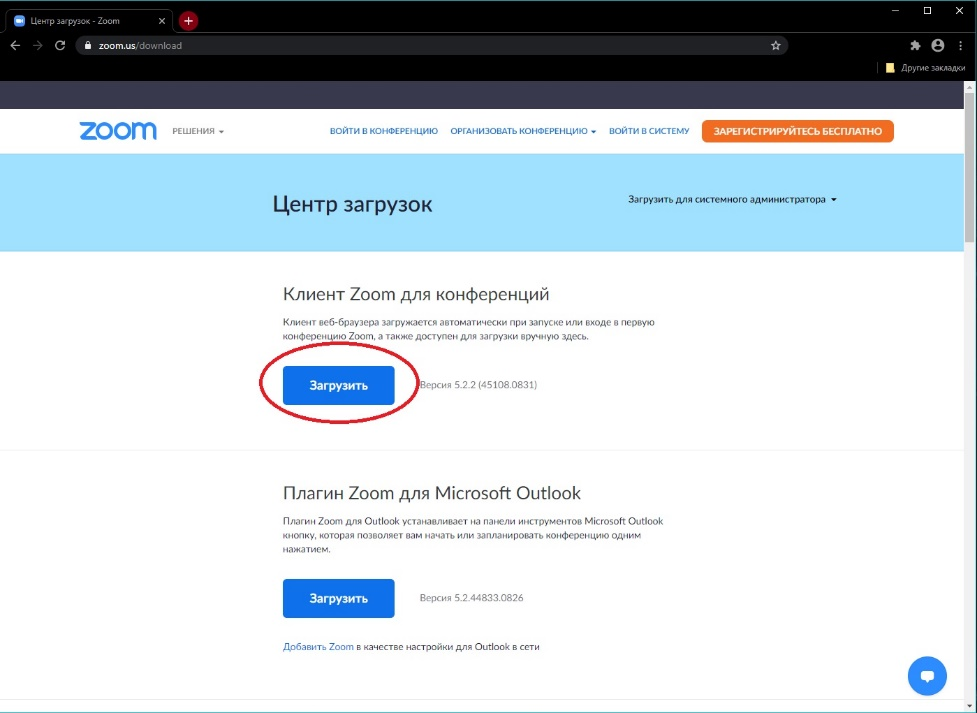 Центр загрузок - Zoom
zoom.us/download
Другие закладки
zoom
РЕШЕНИЯ
ВОЙТИ В КОНФЕРЕНЦИЮ
ОРГАНИЗОВАТЬ КОНФЕРЕНЦИЮ
ВОЙТИ В СИСТЕМУ
ЗАРЕГИСТРИРУЙТЕСЬ БЕСПЛАТНО
Центр загрузок
Загрузить для системного администратора
Клиент Zoom для конференций
Клиент веб-браузера загружается автоматически при запуске или входе в первую
конференцию Zoom, а также доступен для загрузки вручную здесь.
Загрузить
Версия 5.2.2 (45108.0831)
Плагин Zoom для Microsoft Outlook
Плагин Zoom для Outlook устанавливает на панели инструментов Microsoft Outlook
кнопку, которая позволяет вам начать или запланировать конференцию одним
нажатием.
Загрузить
Версия 5.2.44833.0826
Добавить Zoom в качестве настройки для Outlook в сети